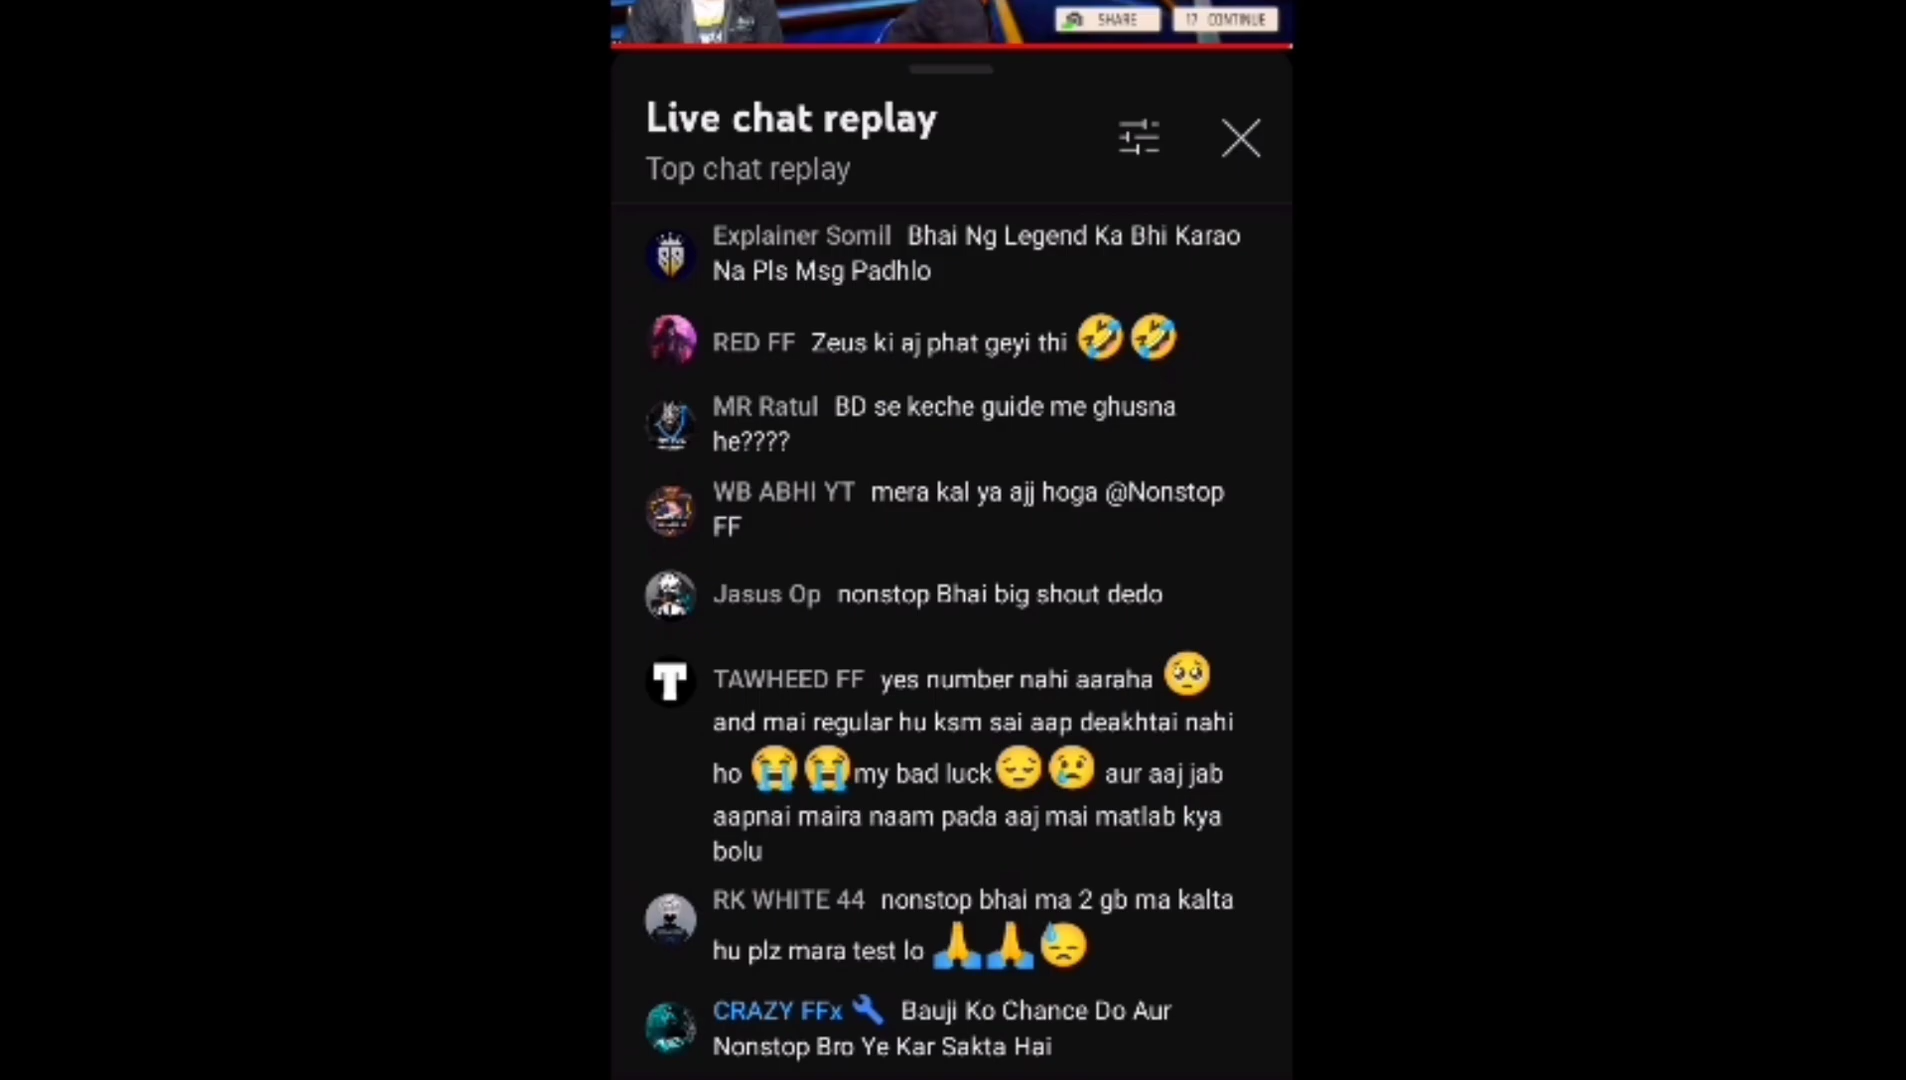 SHARE 17 CONTINUE
Live chat replay
Top chat replay
Explainer Somil Bhai Ng Legend Ka Bhi Karao
Na Pls Msg Padhlo
RED FF Zeus ki aj phat geyi thi 🤣🤣
MR Ratul BD se keche guide me ghusna
he????
WB ABHI YT mera kal ya ajj hoga @Nonstop
FF
Jasus Op nonstop Bhai big shout dedo
TAWHEED FF yes number nahi aaraha 🥺
and mai regular hu ksm sai aap deakhtai nahi
ho 😭😭my bad luck😔😢 aur aaj jab
aapnai maira naam pada aaj mai matlab kya
bolu
RK WHITE 44 nonstop bhai ma 2 gb ma kalta
hu plz mara test lo 🙏🙏😓
CRAZY FFx 🔧 Bauji Ko Chance Do Aur
Nonstop Bro Ye Kar Sakta Hai